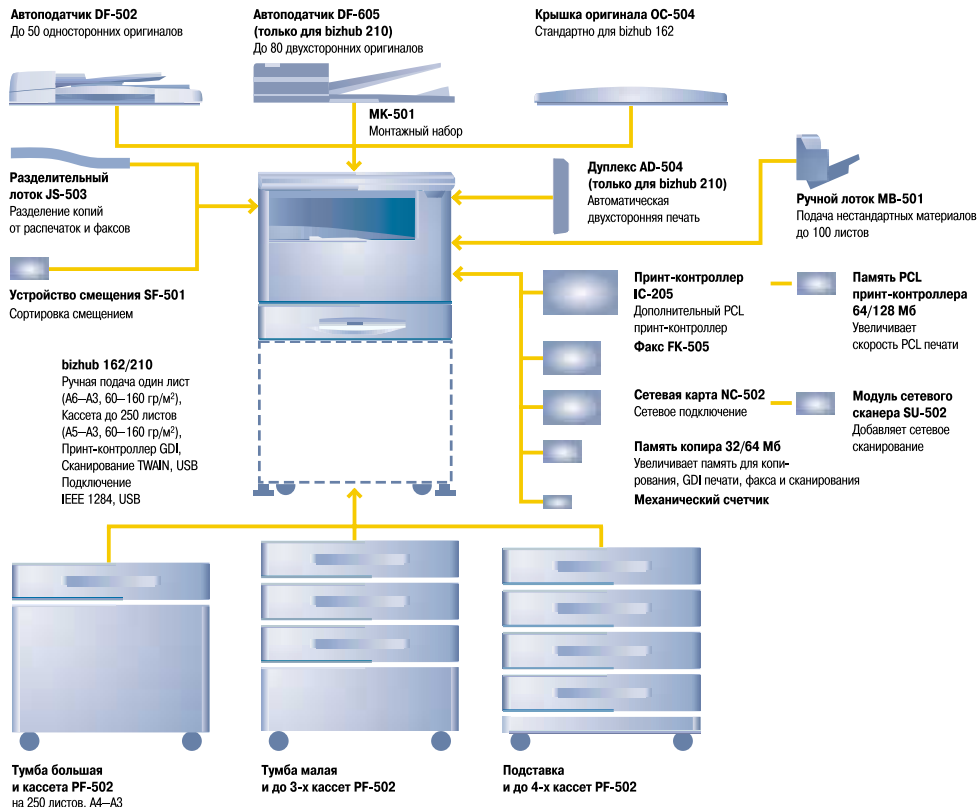 Автоподатчик DF-502
До 50 односторонних оригиналов
Автоподатчик DF-605
(только для bizhub 210)
До 80 двухсторонних оригиналов
Крышка оригинала OC-504
Стандартно для bizhub 162
МК-501
Монтажный набор
Разделительный
лоток JS-503
Разделение копий
от распечаток и факсов
Дуплекс AD-504
(только для bizhub 210)
Автоматическая
двухсторонняя печать
Ручной лоток MB-501
Подача нестандартных материалов
до 100 листов
Устройство смещения SF-501
Сортировка смещением
Принт-контроллер
IC-205
Дополнительный PCL
принт-контроллер
Факс FK-505
Память PCL
принт-контроллера
64/128 Мб
Увеличивает
скорость PCL печати
bizhub 162/210
Ручная подача один лист
(A6–A3, 60–160 гр/м²),
Кассета до 250 листов
(A5–A3, 60–160 гр/м²),
Принт-контроллер GDI,
Сканирование TWAIN, USB
Подключение
IEEE 1284, USB
Сетевая карта NC-502
Сетевое подключение
Модуль сетевого
сканера SU-502
Добавляет сетевое
сканирование
Память копира 32/64 Мб
Увеличивает память для копи-
рования, GDI печати, факса и сканирования
Механический счетчик
Тумба большая
и кассета PF-502
на 250 листов, A4–A3
Тумба малая
и до 3-х кассет PF-502
Подставка
и до 4-х кассет PF-502